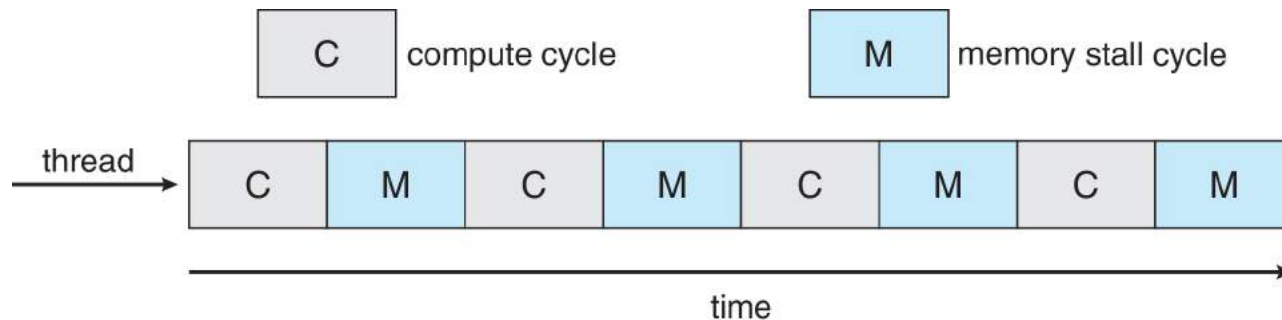 C compute cycle M memory stall cycle
thread
C M C M C M C M
time